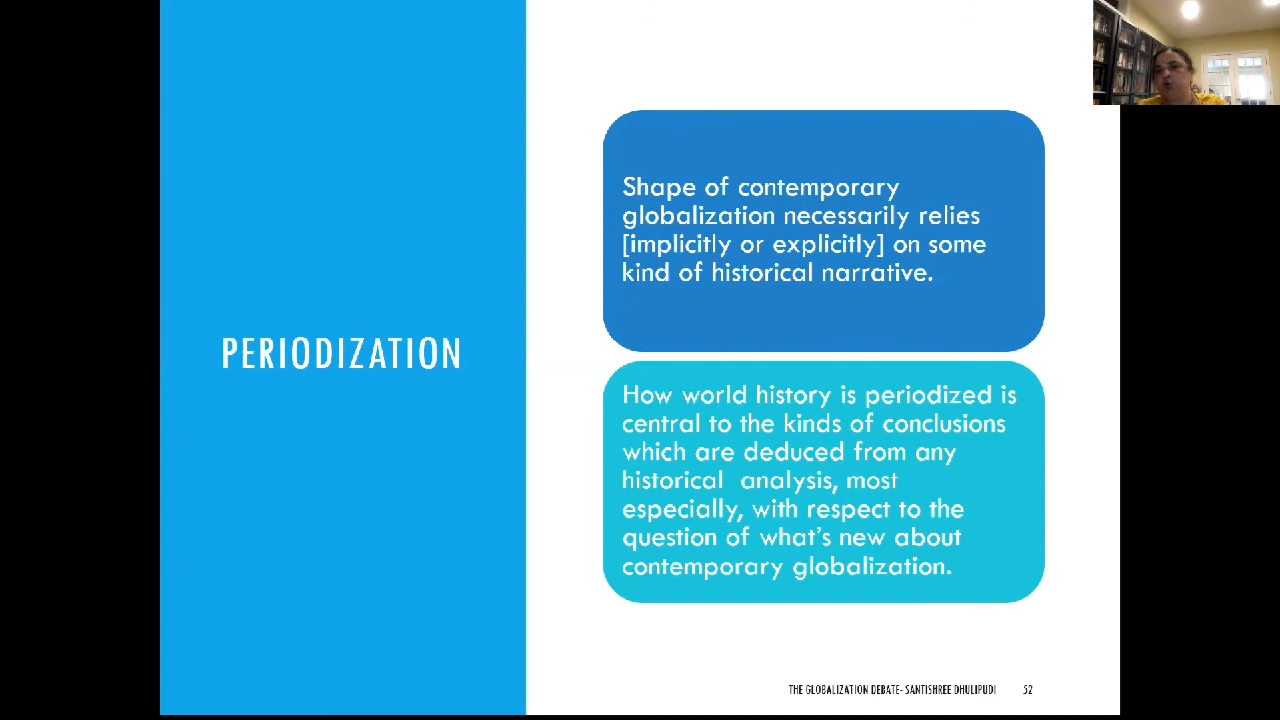 PERIODIZATION
Shape of contemporary
globalization necessarily relies
[implicitly or explicitly] on some
kind of historical narrative.
How world history is periodized is
central to the kinds of conclusions
which are deduced from any
historical analysis, most
especially, with respect to the
question of what's new about
contemporary globalization.
THE GLOBALIZATION DEBATE- SANTISHREE DHULIPUDI 52